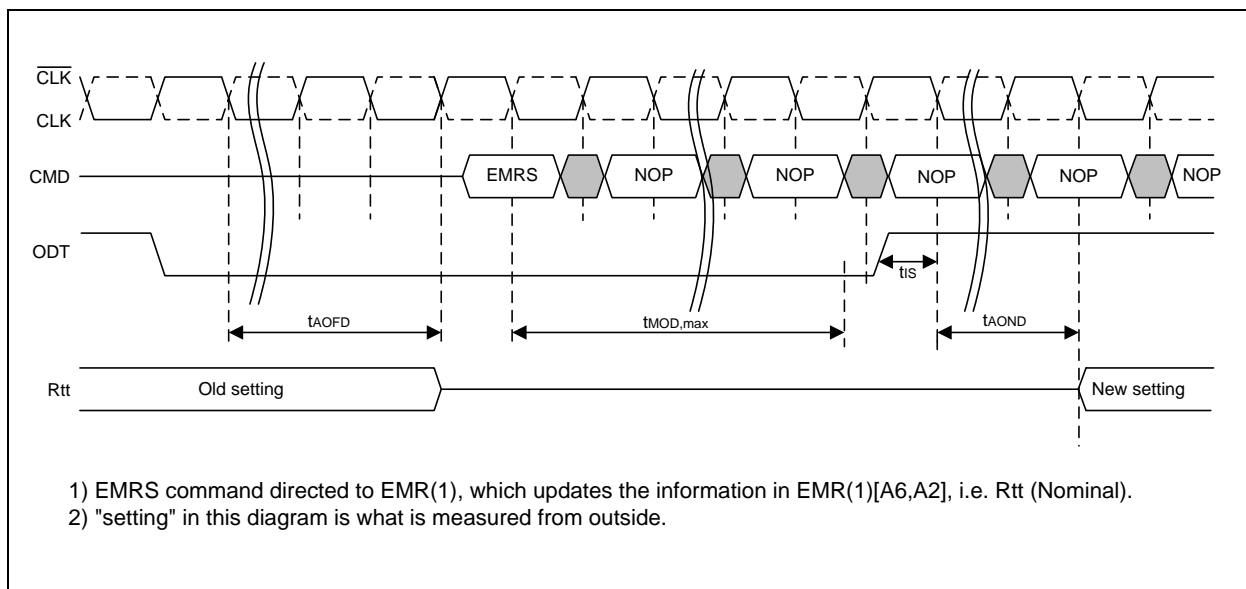 CLK
CLK
CMD
EMRS
NOP
NOP
NOP
NOP
NOP
ODT
tIS
tAOFD
tMOD,max
tAOND
Rtt
Old setting
New setting
1) EMRS command directed to EMR(1), which updates the information in EMR(1)[A6,A2], i.e. Rtt (Nominal).
2) "setting" in this diagram is what is measured from outside.